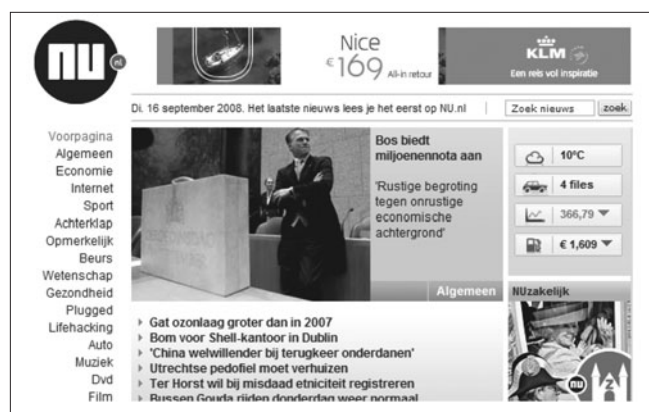 NU
nl
Nice
€169 All-in retour
KLM
Een reis vol inspiratie
Di. 16 september 2008. Het laatste nieuws lees je het eerst op NU.nl
Zoek nieuws
zoek
Voorpagina
Algemeen
Economie
Internet
Sport
Achterklap
Opmerkelijk
Beurs
Wetenschap
Gezondheid
Plugged
Lifehacking
Auto
Muziek
Dvd
Film
Bos biedt
miljoenennota aan
'Rustige begroting
tegen onrustige
economische
achtergrond'
Algemeen
10°C
4 files
366,79
€ 1,609
Gat ozonlaag groter dan in 2007
Bom voor Shell-kantoor in Dublin
'China welwillender bij terugkeer onderdanen'
Utrechtse pedofiel moet verhuizen
Ter Horst wil bij misdaad etniciteit registreren
Bussen Gouda rijden donderdag weer normaal
NUzakelijk
nu
Z